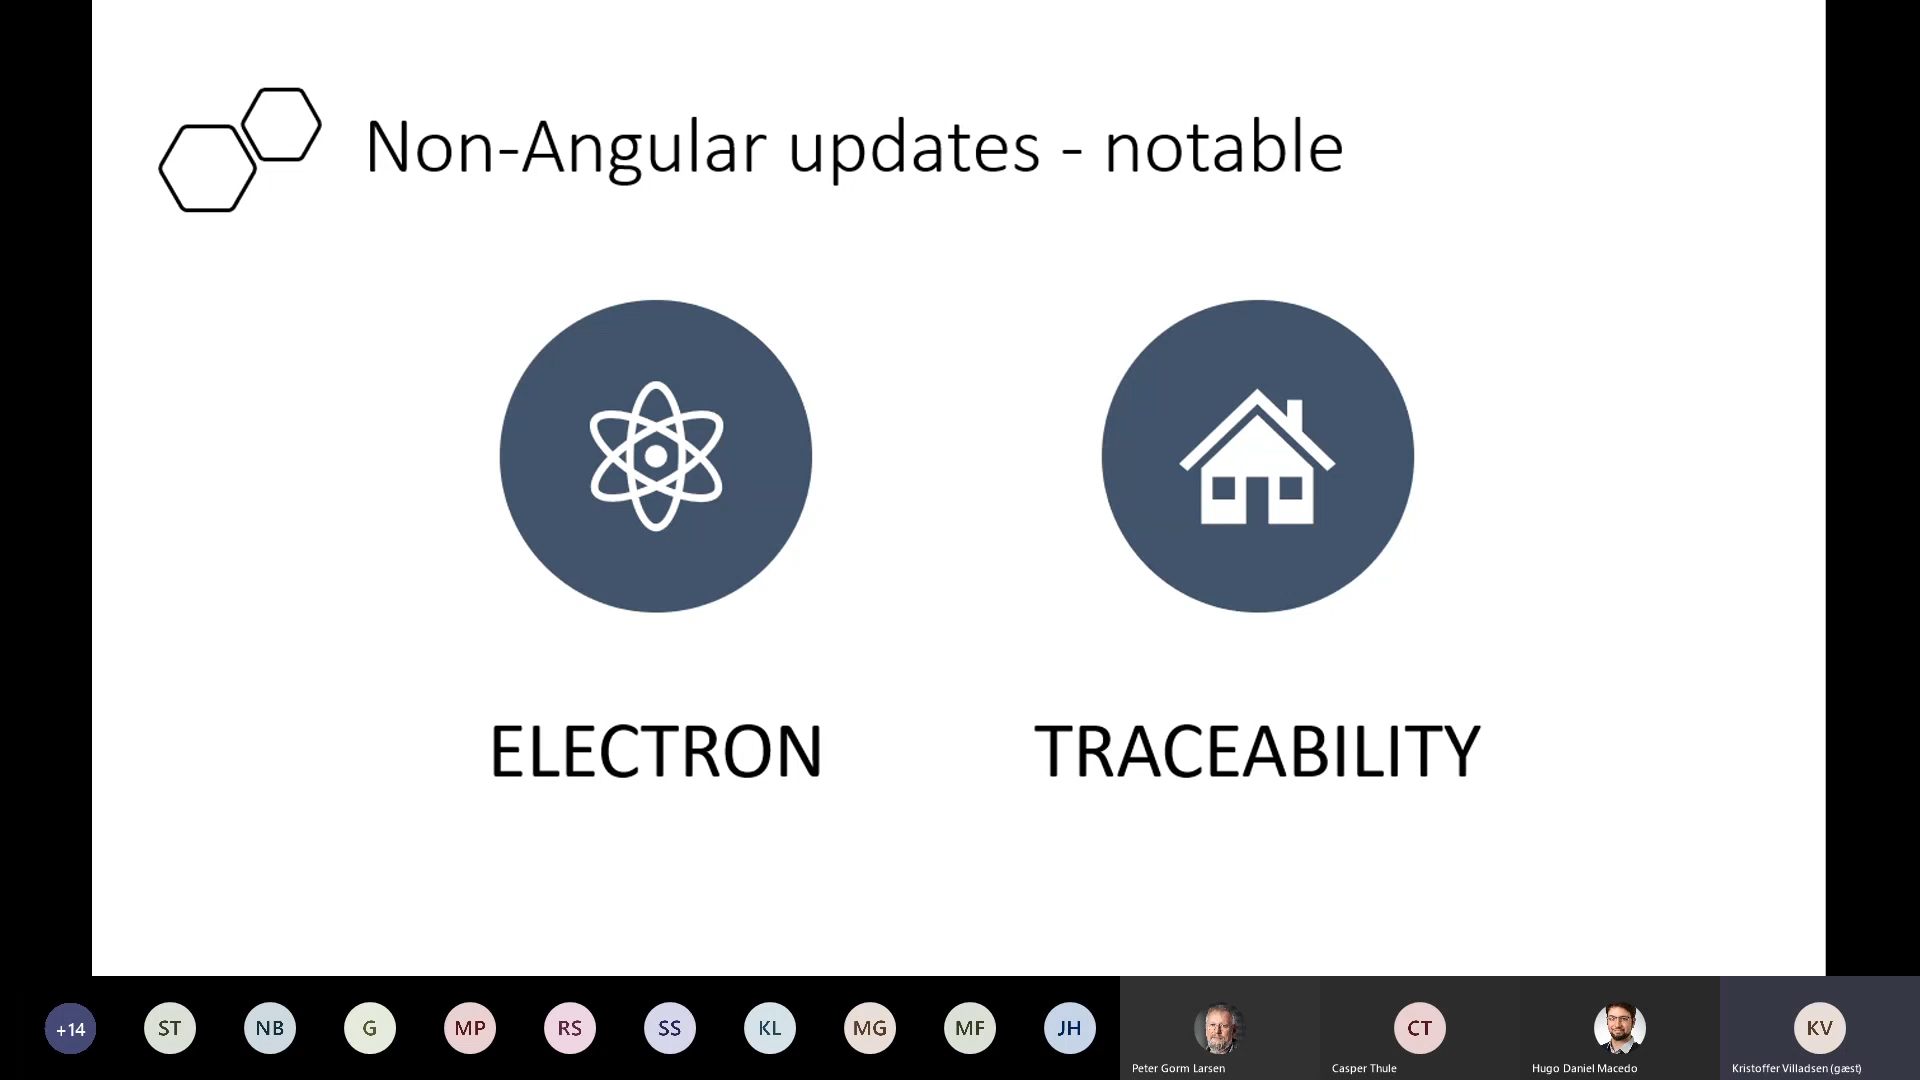 Non-Angular updates - notable
ELECTRON
TRACEABILITY
+14
ST
NB
G
MP
RS
SS
KL
MG
MF
JH
Peter Gorm Larsen
CT
Casper Thule
Hugo Daniel Macedo
KV
Kristoffer Villadsen (gæst)